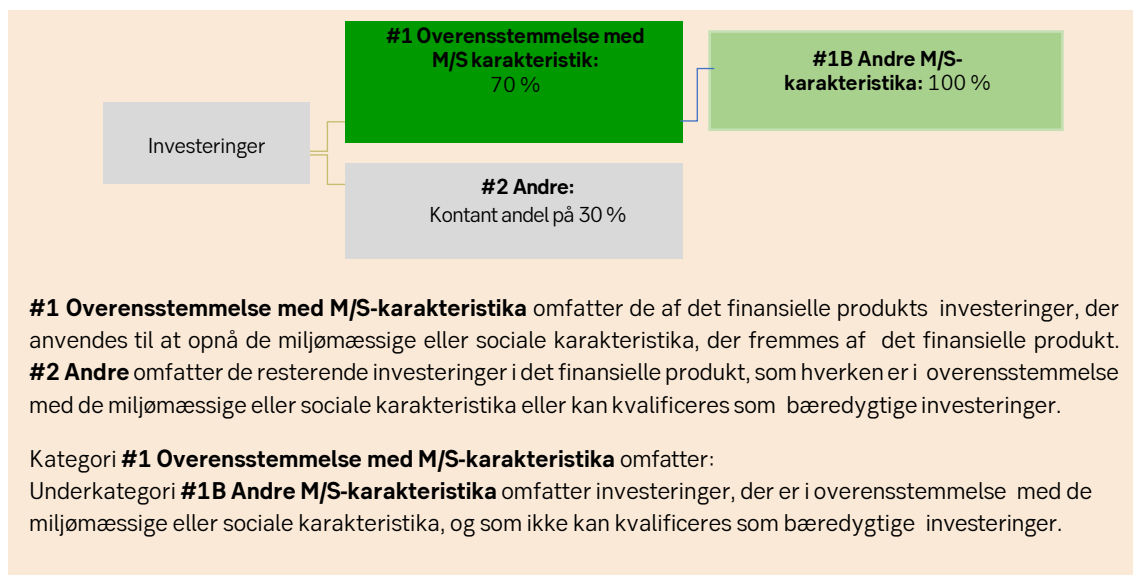 #1 Overensstemmelse med
M/S karakteristik:
70 %
#1B Andre M/S-
karakteristika: 100 %
Investeringer
#2 Andre:
Kontant andel på 30 %
#1 Overensstemmelse med M/S-karakteristika omfatter de af det finansielle produkts investeringer, der
anvendes til at opnå de miljømæssige eller sociale karakteristika, der fremmes af det finansielle produkt.
#2 Andre omfatter de resterende investeringer i det finansielle produkt, som hverken er i overensstemmelse
med de miljømæssige eller sociale karakteristika eller kan kvalificeres som bæredygtige investeringer.
Kategori #1 Overensstemmelse med M/S-karakteristika omfatter:
Underkategori #1B Andre M/S-karakteristika omfatter investeringer, der er i overensstemmelse med de
miljømæssige eller sociale karakteristika, og som ikke kan kvalificeres som bæredygtige investeringer.